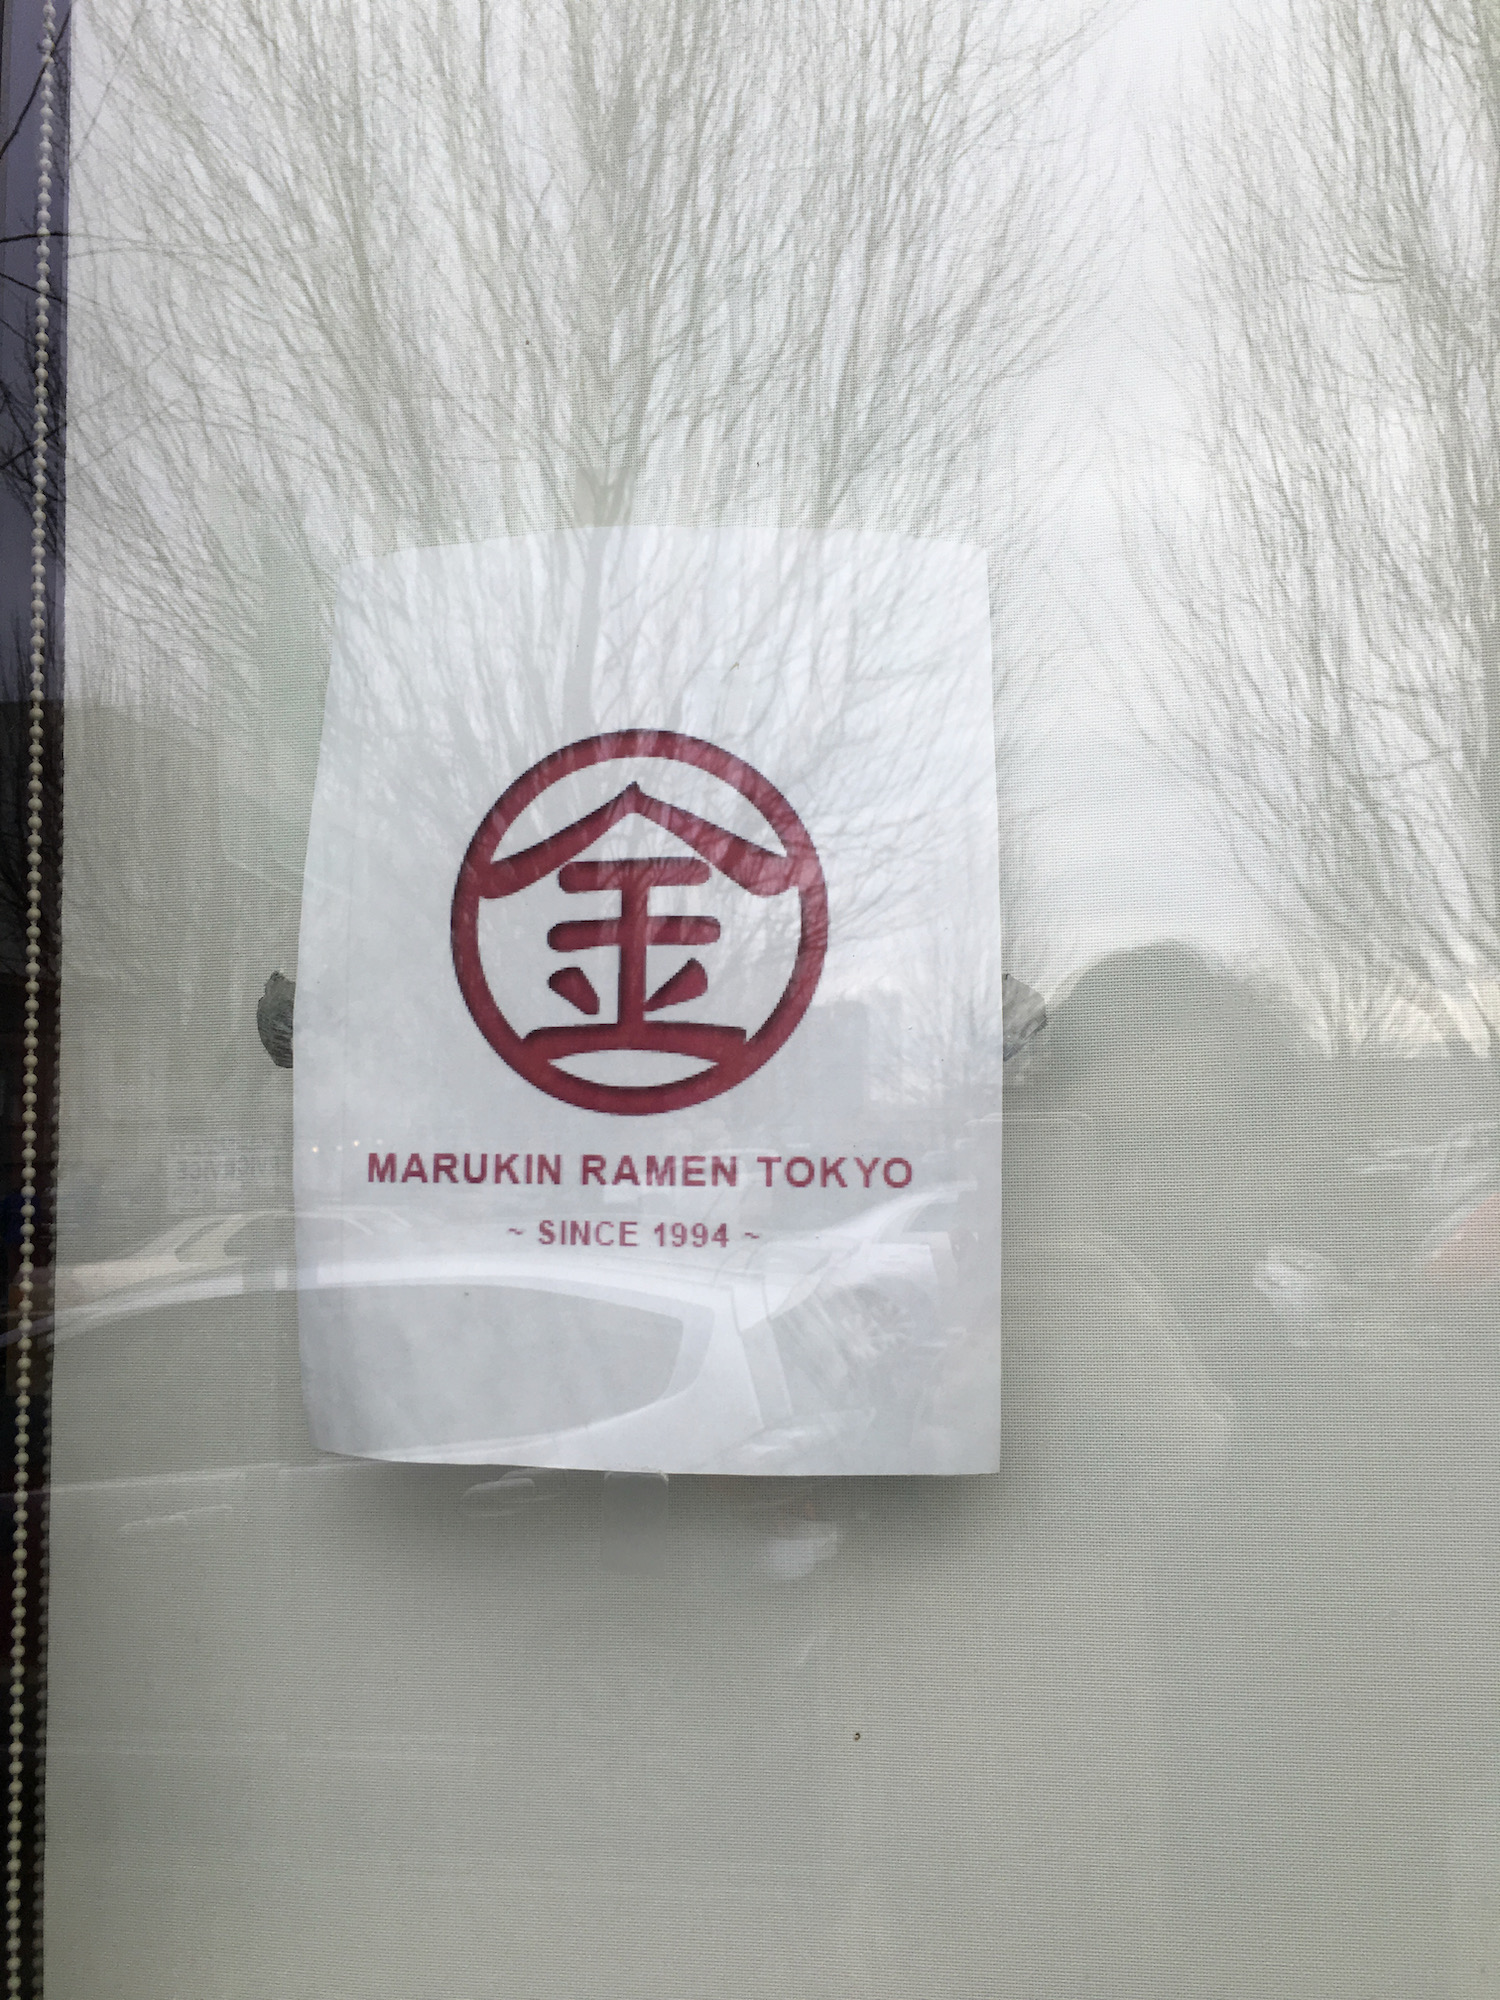 金
MARUKIN RAMEN TOKYO
~ SINCE 1994 ~